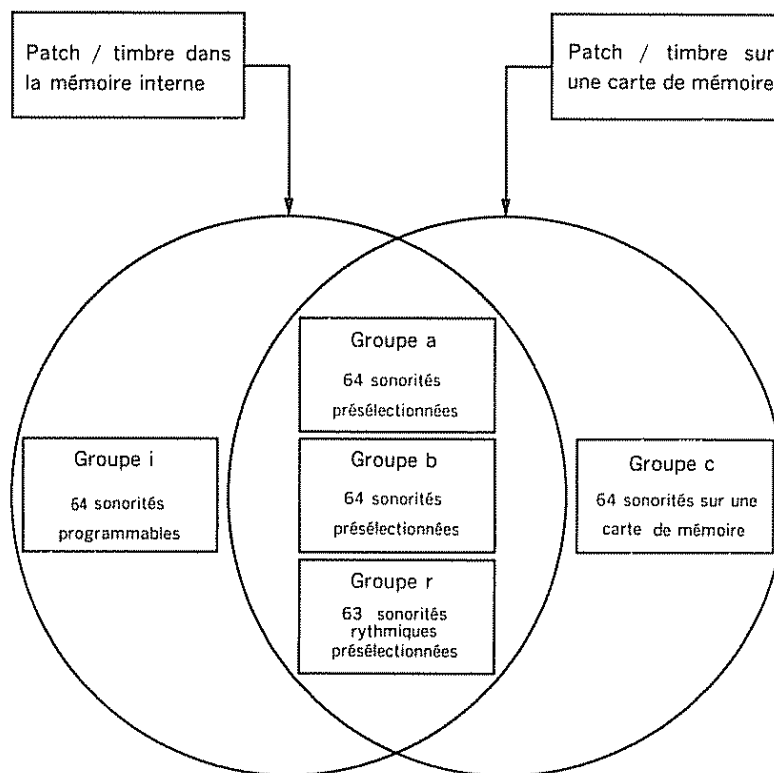 Patch / timbre dans
la mémoire interne
Patch / timbre sur
une carte de mémoire
Groupe a
64 sonorités
présélectionnées
Groupe i
64 sonorités
programmables
Groupe b
64 sonorités
présélectionnées
Groupe c
64 sonorités sur une
carte de mémoire
Groupe r
63 sonorités
rythmiques
présélectionnées